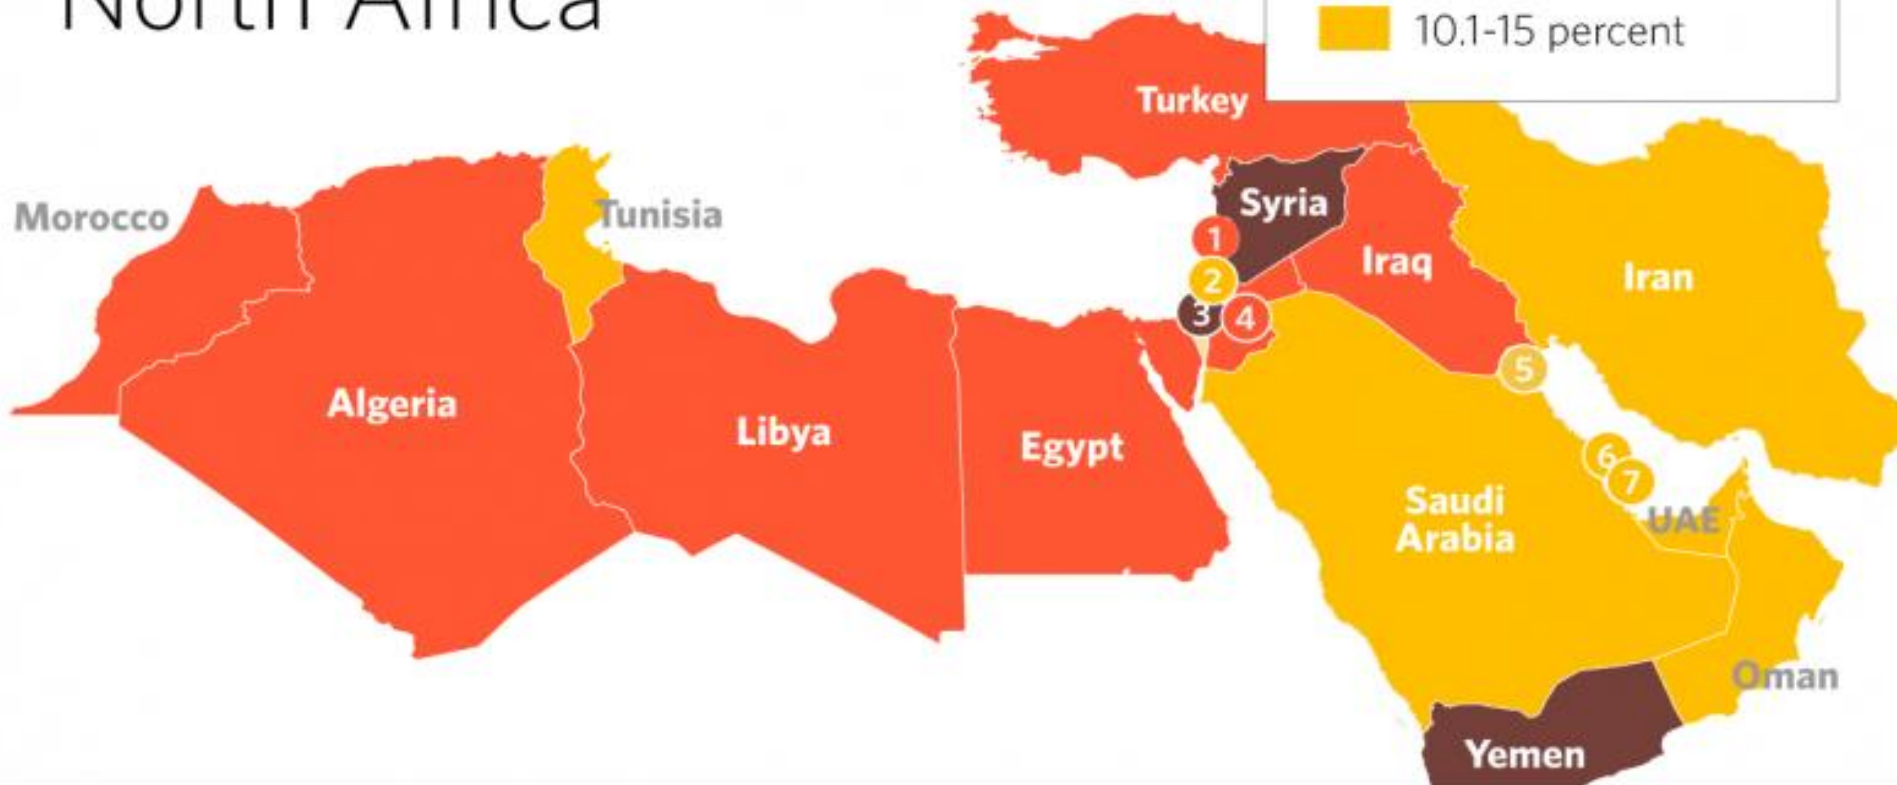 North Africa
10.1-15 percent
Turkey
Morocco
Tunisia
Syria
1
Iraq
2
Iran
3
4
5
Algeria
Libya
Egypt
6
7
Saudi
Arabia
UAE
Oman
Yemen